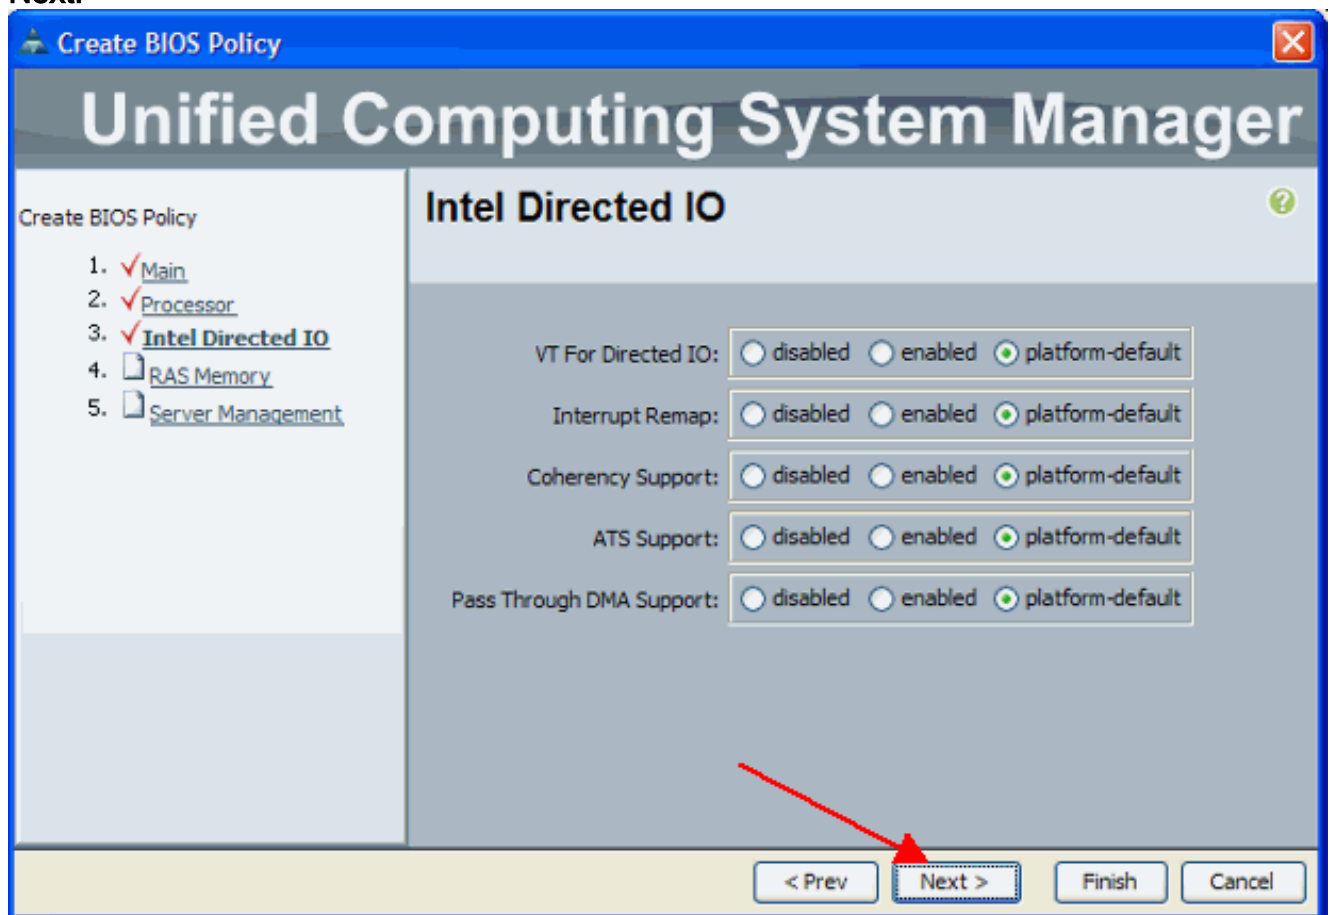 Next.
Create BIOS Policy
Unified Computing System Manager
Create BIOS Policy
1. Main
2. Processor
3. Intel Directed IO
4. RAS Memory
5. Server Management
Intel Directed IO
?
VT For Directed IO: disabled enabled platform-default
Interrupt Remap: disabled enabled platform-default
Coherency Support: disabled enabled platform-default
ATS Support: disabled enabled platform-default
Pass Through DMA Support: disabled enabled platform-default
< Prev Next > Finish Cancel